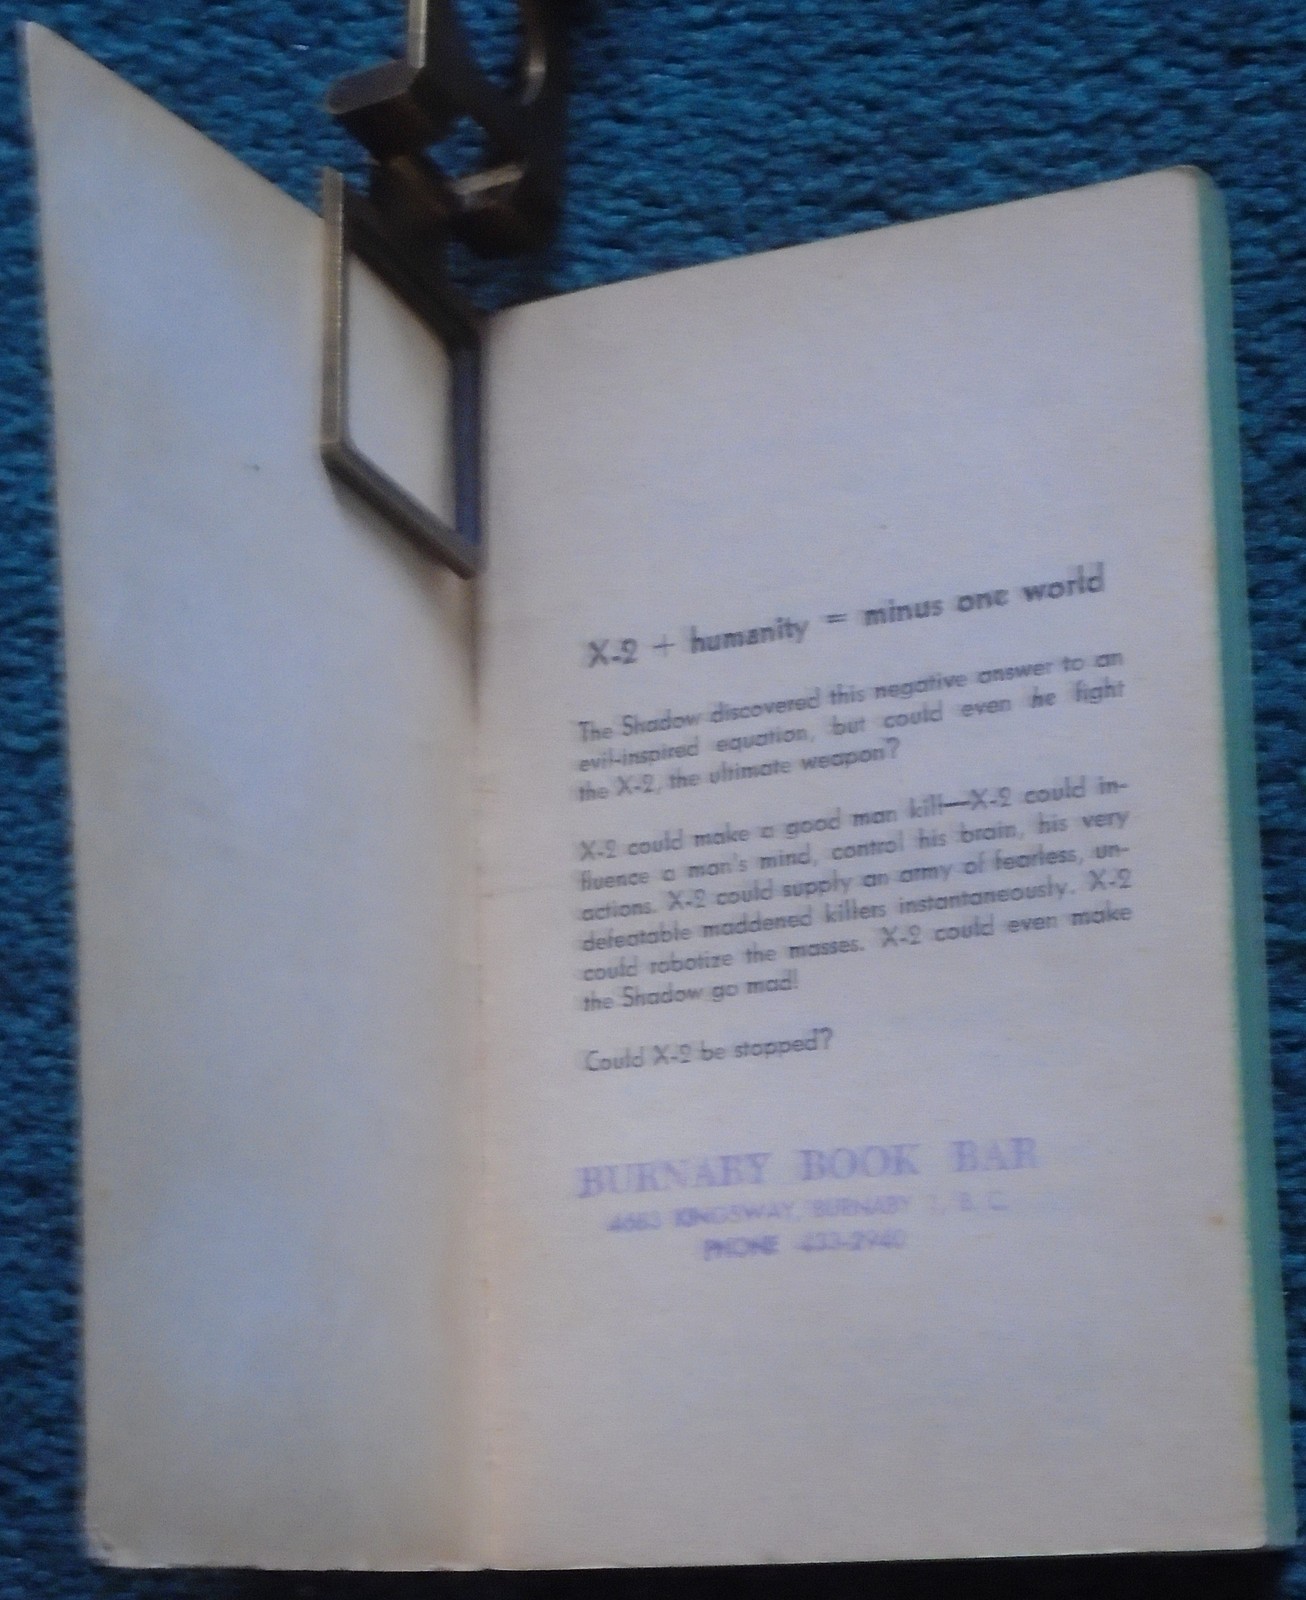 X-2 + humanity = minus one world
The Shadow discovered this negative answer to an
evil-inspired equation, but could even he fight
the X-2, the ultimate weapon?
X-2 could make a good man kill—X-2 could in-
fluence a man's mind, control his brain, his very
actions. X-2 could supply an army of fearless, un-
defeatable maddened killers instantaneously. X-2
could robotize the masses. X-2 could even make
the Shadow go mad!
Could X-2 be stopped?
BURNABY BOOK BAR
KINGSWAY, BURNABY B. C.
PHONE 433-2940